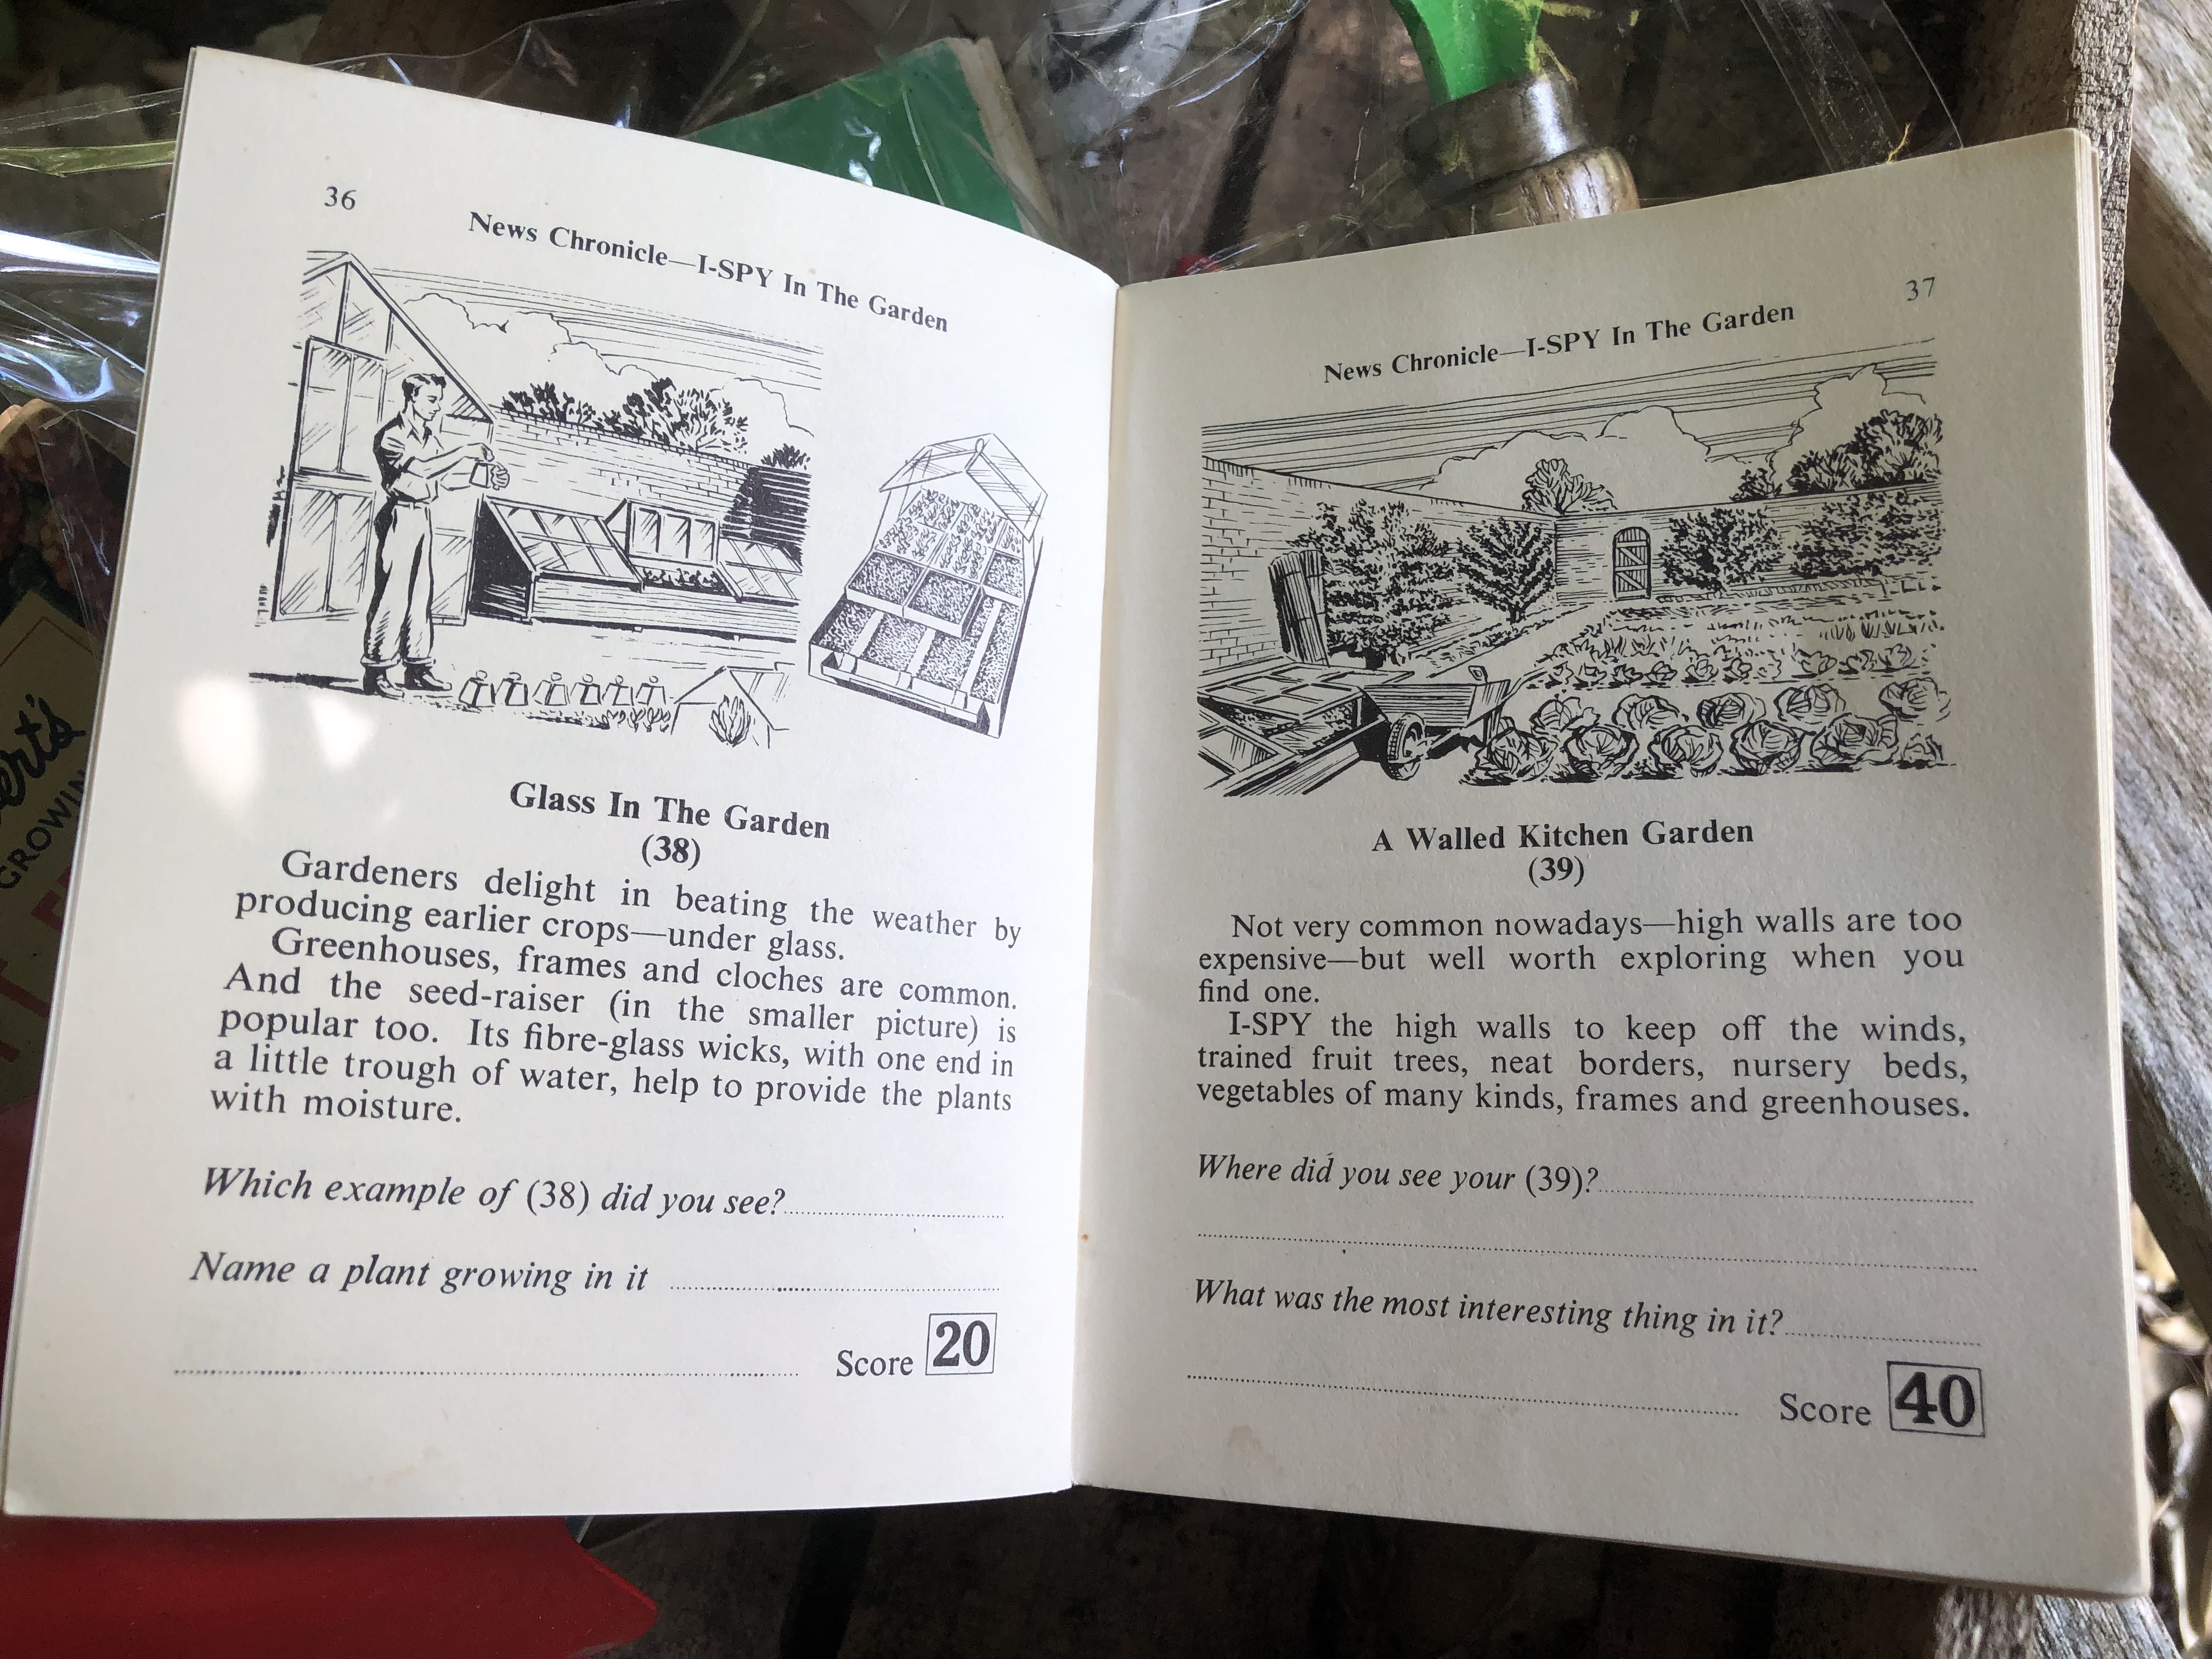 36
News Chronicle—I-SPY In The Garden
Glass In The Garden
(38)
Gardeners delight in beating the weather by
producing earlier crops—under glass.
Greenhouses, frames and cloches are common.
And the seed-raiser (in the smaller picture) is
popular too. Its fibre-glass wicks, with one end in
a little trough of water, help to provide the plants
with moisture.
Which example of (38) did you see?
Name a plant growing in it
Score 20
37
News Chronicle—I-SPY In The Garden
A Walled Kitchen Garden
(39)
Not very common nowadays—high walls are too
expensive—but well worth exploring when you
find one.
I-SPY the high walls to keep off the winds,
trained fruit trees, neat borders, nursery beds,
vegetables of many kinds, frames and greenhouses.
Where did you see your (39)?
What was the most interesting thing in it?
Score 40